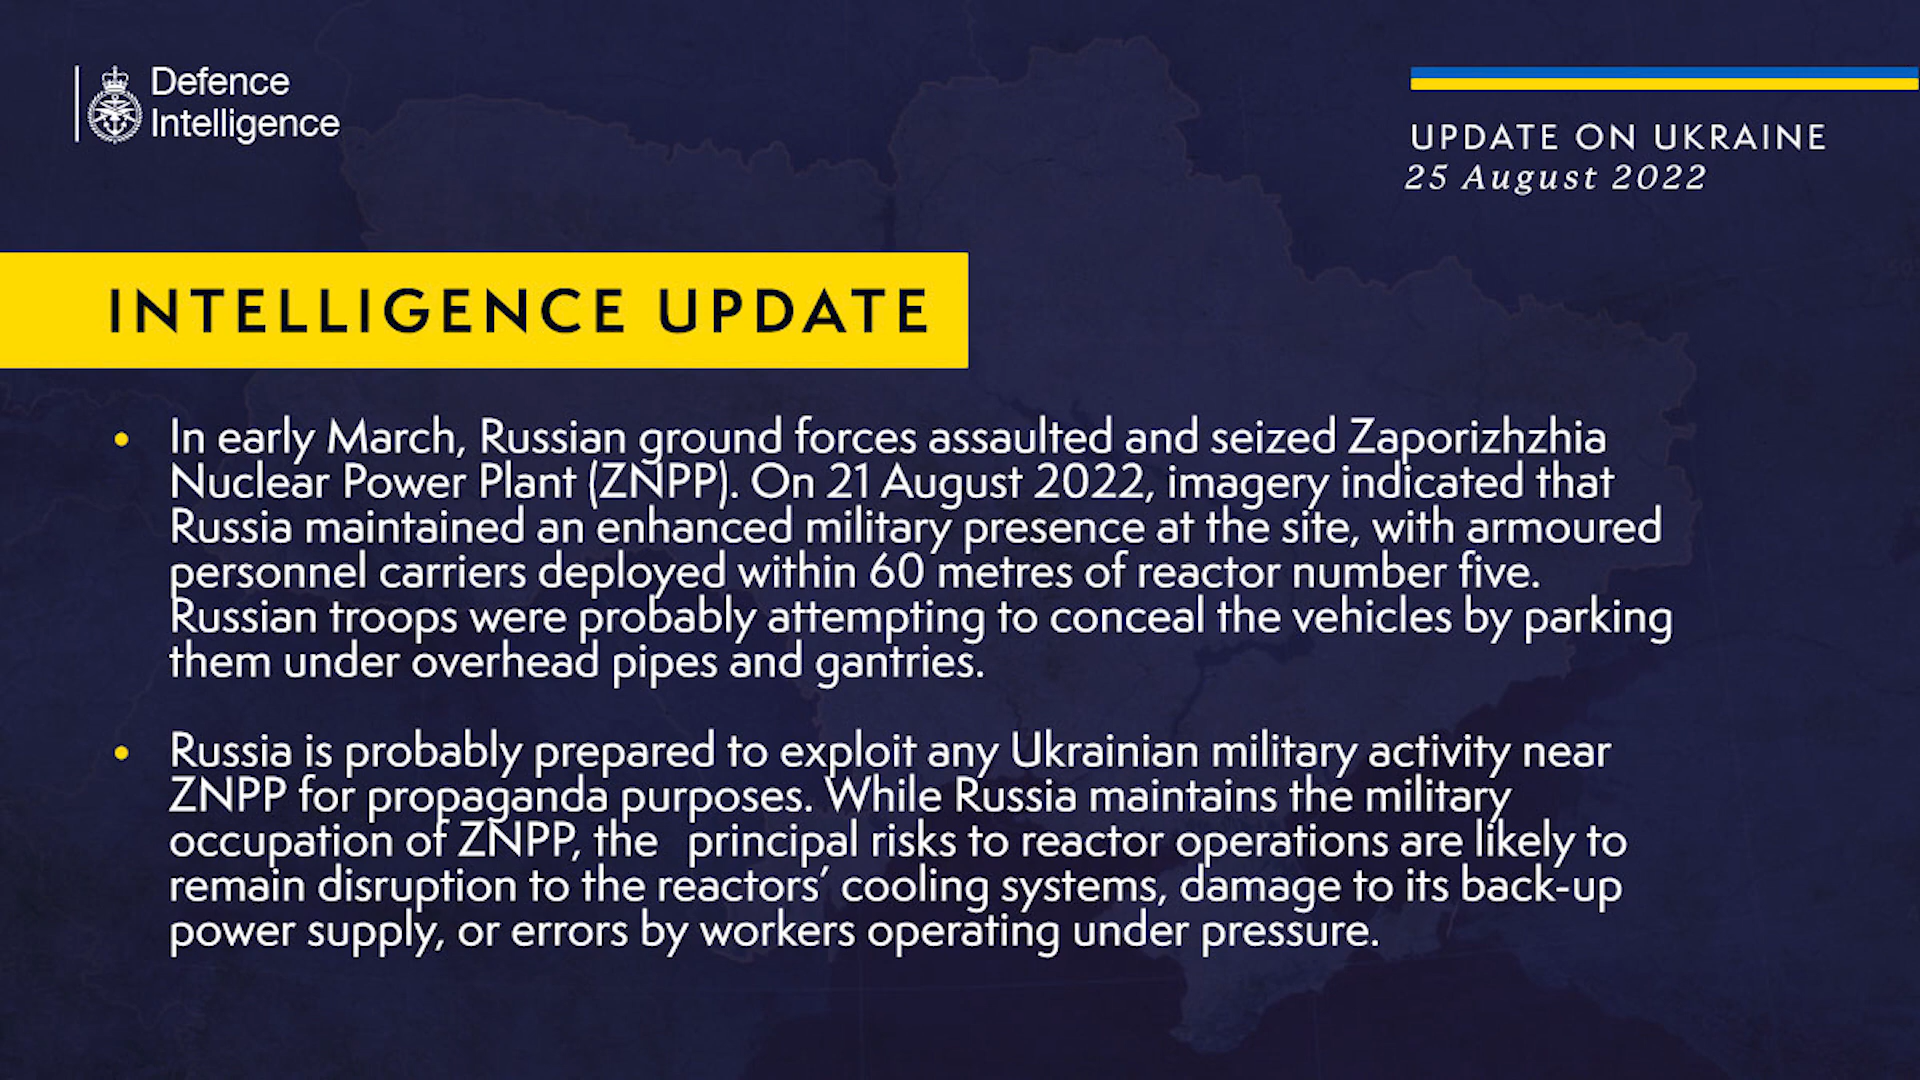 Defence
Intelligence
UPDATE ON UKRAINE
25 August 2022
INTELLIGENCE UPDATE
• In early March, Russian ground forces assaulted and seized Zaporizhzhia
Nuclear Power Plant (ZNPP). On 21 August 2022, imagery indicated that
Russia maintained an enhanced military presence at the site, with armoured
personnel carriers deployed within 60 metres of reactor number five.
Russian troops were probably attempting to conceal the vehicles by parking
them under overhead pipes and gantries.
• Russia is probably prepared to exploit any Ukrainian military activity near
ZNPP for propaganda purposes. While Russia maintains the military
occupation of ZNPP, the principal risks to reactor operations are likely to
remain disruption to the reactors’ cooling systems, damage to its back-up
power supply, or errors by workers operating under pressure.